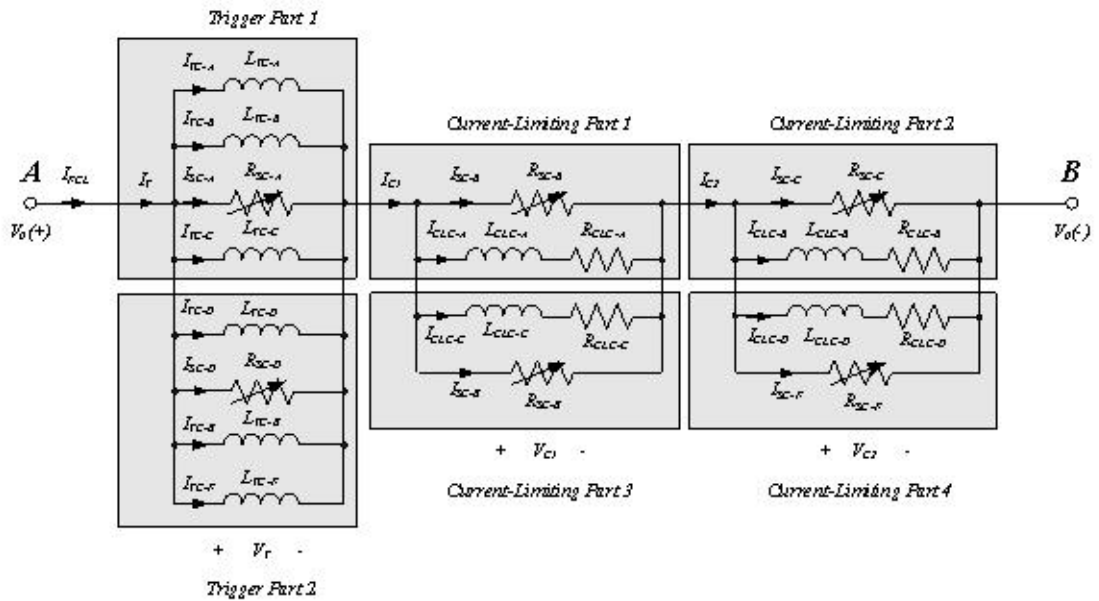 Trigger Part 1
I_TC-A L_TC-A
I_TC-B L_TC-B
A I_FCL I_T I_SC-A R_SC-A
V_0(+)
I_TC-C L_TC-C
I_TC-D L_TC-D
I_SC-D R_SC-D
I_TC-B L_TC-B
I_TC-F L_TC-F
+ V_T -
Trigger Part 2
Current-Limiting Part 1
I_C1 I_SC-B R_SC-B
I_CLC-A L_CLC-A R_CLC-A
I_CLC-C L_CLC-C R_CLC-C
I_SC-B R_SC-B
+ V_C1 -
Current-Limiting Part 3
Current-Limiting Part 2
I_C2 I_SC-C R_SC-C
I_CLC-B L_CLC-B R_CLC-B
I_CLC-D L_CLC-D R_CLC-D
I_SC-F R_SC-F
+ V_C2 -
Current-Limiting Part 4
B
V_0(-)